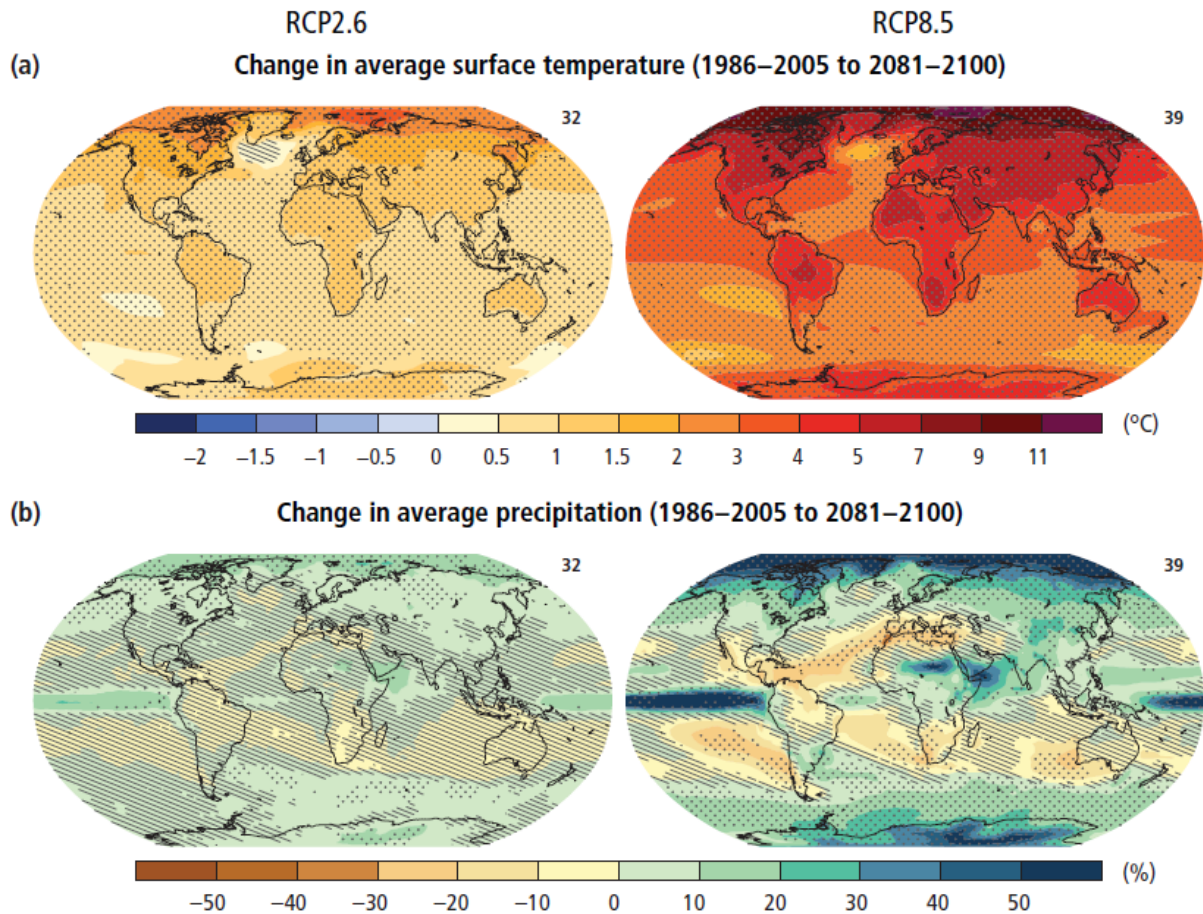 RCP2.6 RCP8.5
(a) Change in average surface temperature (1986–2005 to 2081–2100)
32 39
(°C)
−2 −1.5 −1 −0.5 0 0.5 1 1.5 2 3 4 5 7 9 11
(b) Change in average precipitation (1986–2005 to 2081–2100)
32 39
(%)
−50 −40 −30 −20 −10 0 10 20 30 40 50